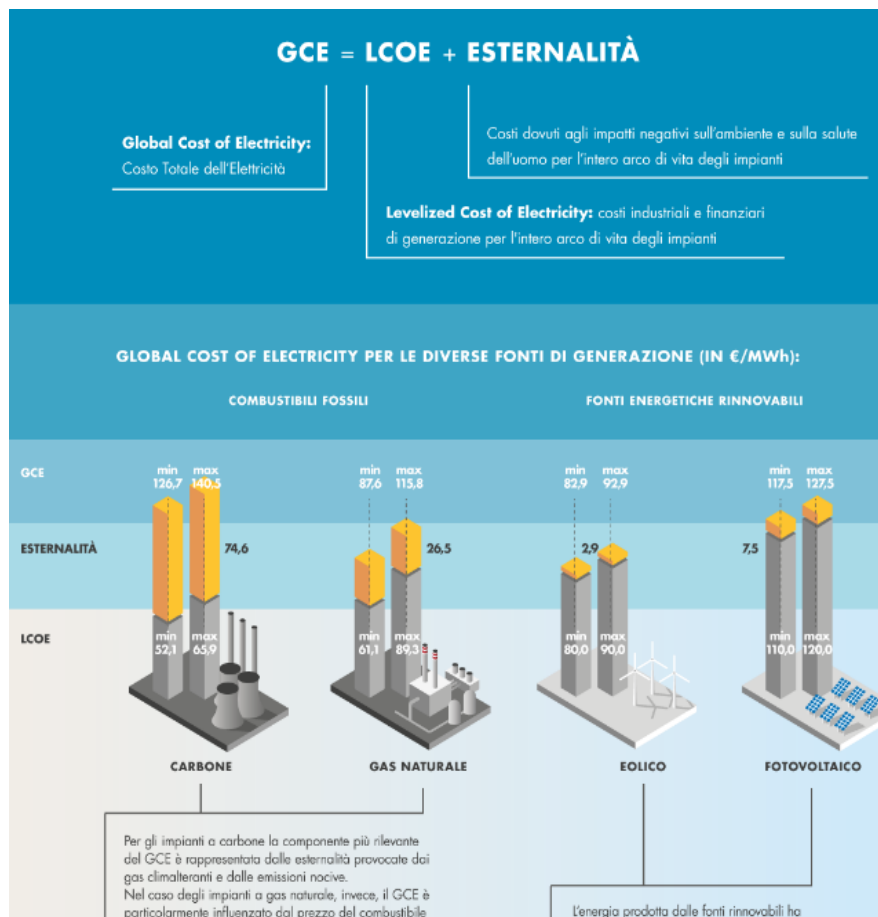 GCE = LCOE + ESTERNALITÀ
Global Cost of Electricity:
Costo Totale dell'Elettricità
Costi dovuti agli impatti negativi sull'ambiente e sulla salute
dell'uomo per l'intero arco di vita degli impianti
Levelized Cost of Electricity: costi industriali e finanziari
di generazione per l'intero arco di vita degli impianti
GLOBAL COST OF ELECTRICITY PER LE DIVERSE FONTI DI GENERAZIONE (IN €/MWh):
COMBUSTIBILI FOSSILI
FONTI ENERGETICHE RINNOVABILI
GCE
min max min max min max min max
126,7 140,5 87,6 115,8 82,9 92,9 117,5 127,5
ESTERNALITÀ 74,6 26,5 2,9 7,5
LCOE
min max min max min max min max
52,1 65,9 61,1 89,3 80,0 90,0 110,0 120,0
CARBONE GAS NATURALE EOLICO FOTOVOLTAICO
Per gli impianti a carbone la componente più rilevante
del GCE è rappresentata dalle esternalità provocate dai
gas climalteranti e dalle emissioni nocive.
Nel caso degli impianti a gas naturale, invece, il GCE è
particolarmente influenzato dal prezzo del combustibile
L'energia prodotta dalle fonti rinnovabili ha